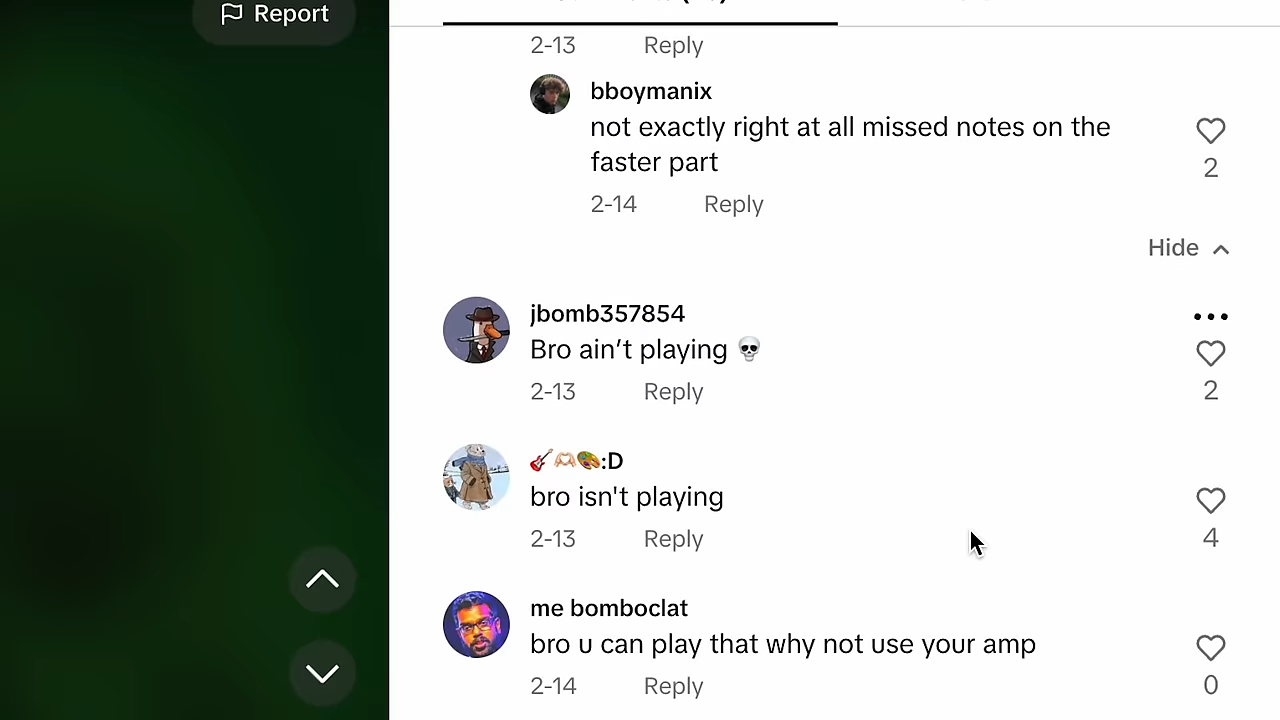 Report
2-13 Reply
bboymanix
not exactly right at all missed notes on the
faster part
2
2-14 Reply
Hide
jbomb357854
Bro ain’t playing 💀
2-13 Reply
2
🎸🫶🏼🎨:D
bro isn't playing
2-13 Reply
4
me bomboclat
bro u can play that why not use your amp
2-14 Reply
0